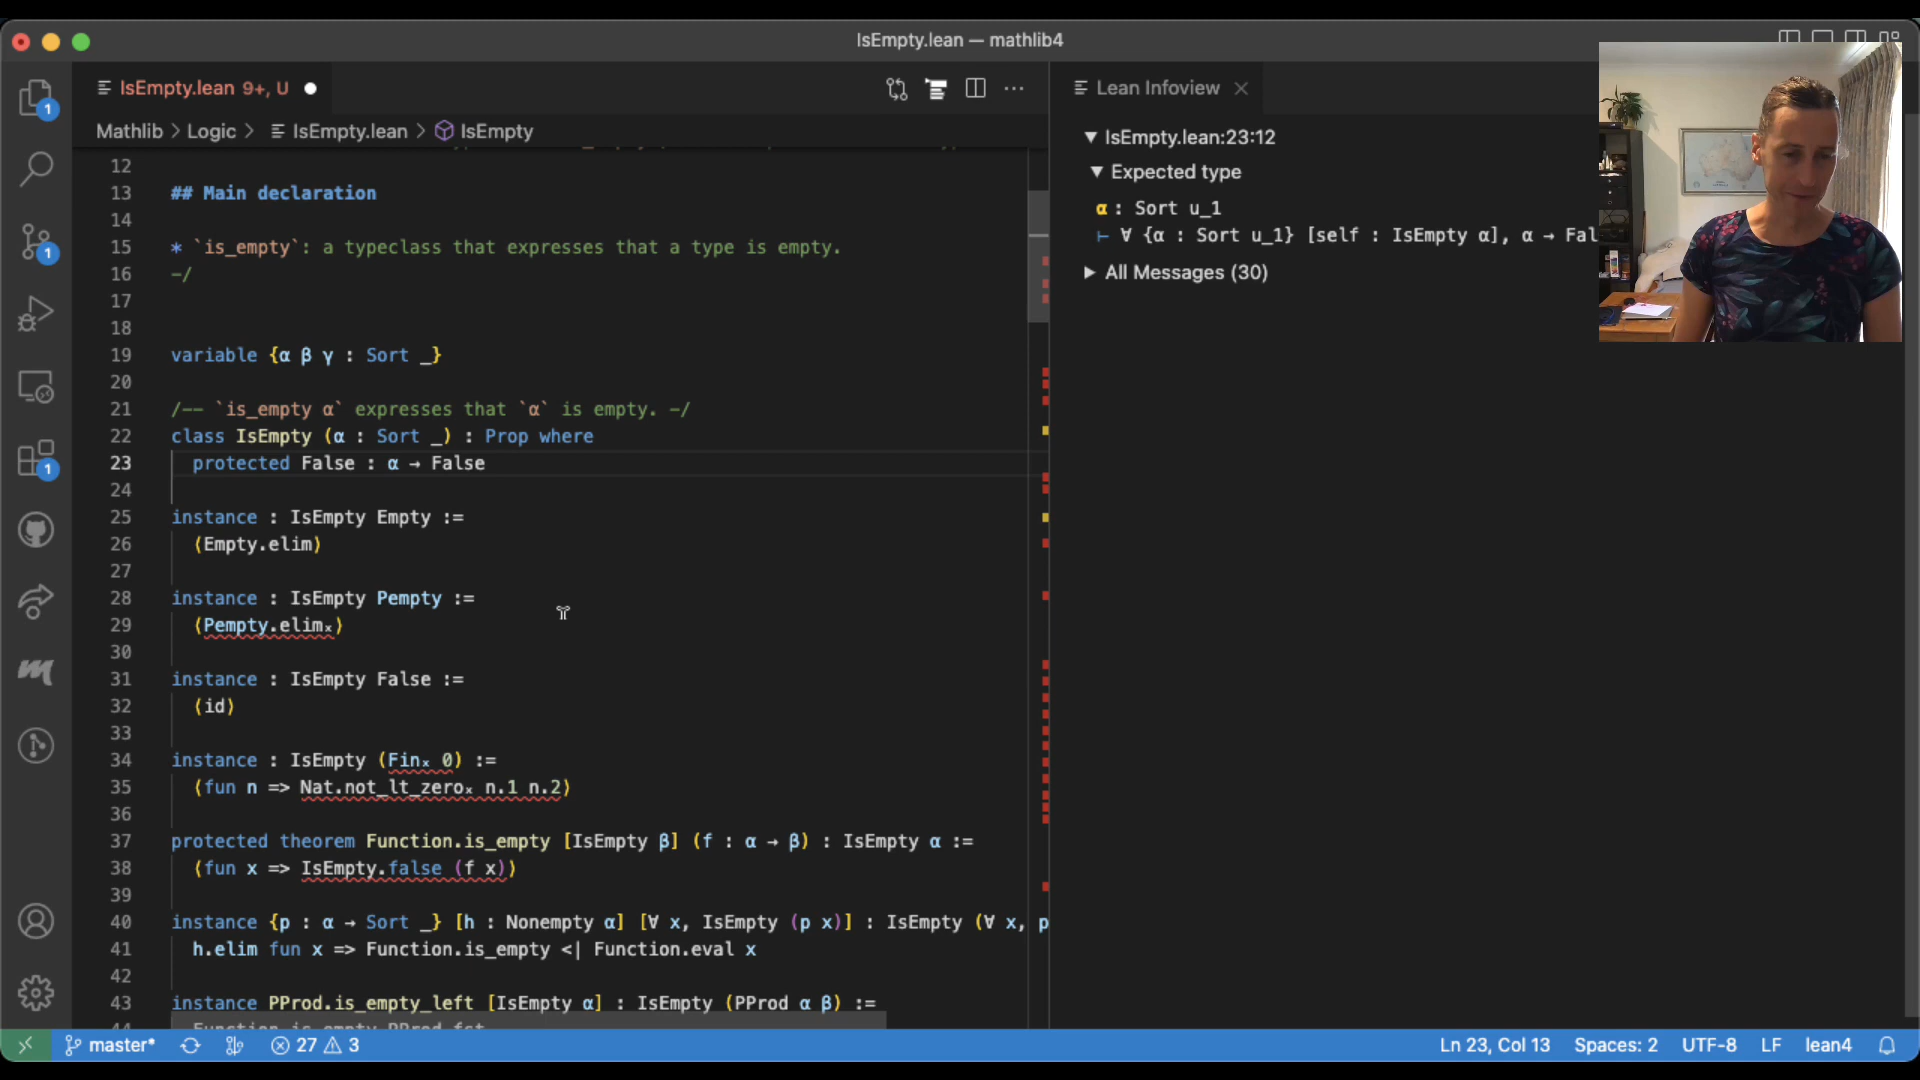 IsEmpty.lean — mathlib4
IsEmpty.lean 9+, U
Lean Infoview
Mathlib > Logic > IsEmpty.lean > IsEmpty
12
13 ## Main declaration
14
15 * `is_empty`: a typeclass that expresses that a type is empty.
16 -/
17
18
19 variable {α β γ : Sort _}
20
21 /-- `is_empty α` expresses that `α` is empty. -/
22 class IsEmpty (α : Sort _) : Prop where
23 protected False : α → False
24
25 instance : IsEmpty Empty :=
26 ⟨Empty.elim⟩
27
28 instance : IsEmpty Pempty :=
29 ⟨Pempty.elimₓ⟩
30
31 instance : IsEmpty False :=
32 ⟨id⟩
33
34 instance : IsEmpty (Finₓ 0) :=
35 ⟨fun n => Nat.not_lt_zeroₓ n.1 n.2⟩
36
37 protected theorem Function.is_empty [IsEmpty β] (f : α → β) : IsEmpty α :=
38 ⟨fun x => IsEmpty.false (f x)⟩
39
40 instance {p : α → Sort _} [h : Nonempty α] [∀ x, IsEmpty (p x)] : IsEmpty (∀ x, p
41 h.elim fun x => Function.is_empty <| Function.eval x
42
43 instance PProd.is_empty_left [IsEmpty α] : IsEmpty (PProd α β) :=
44 Function.is_empty PProd.fst
IsEmpty.lean:23:12
Expected type
α : Sort u_1
⊢ ∀ {α : Sort u_1} [self : IsEmpty α], α → Fal
All Messages (30)
1
1
1
master* 27 3
Ln 23, Col 13 Spaces: 2 UTF-8 LF lean4